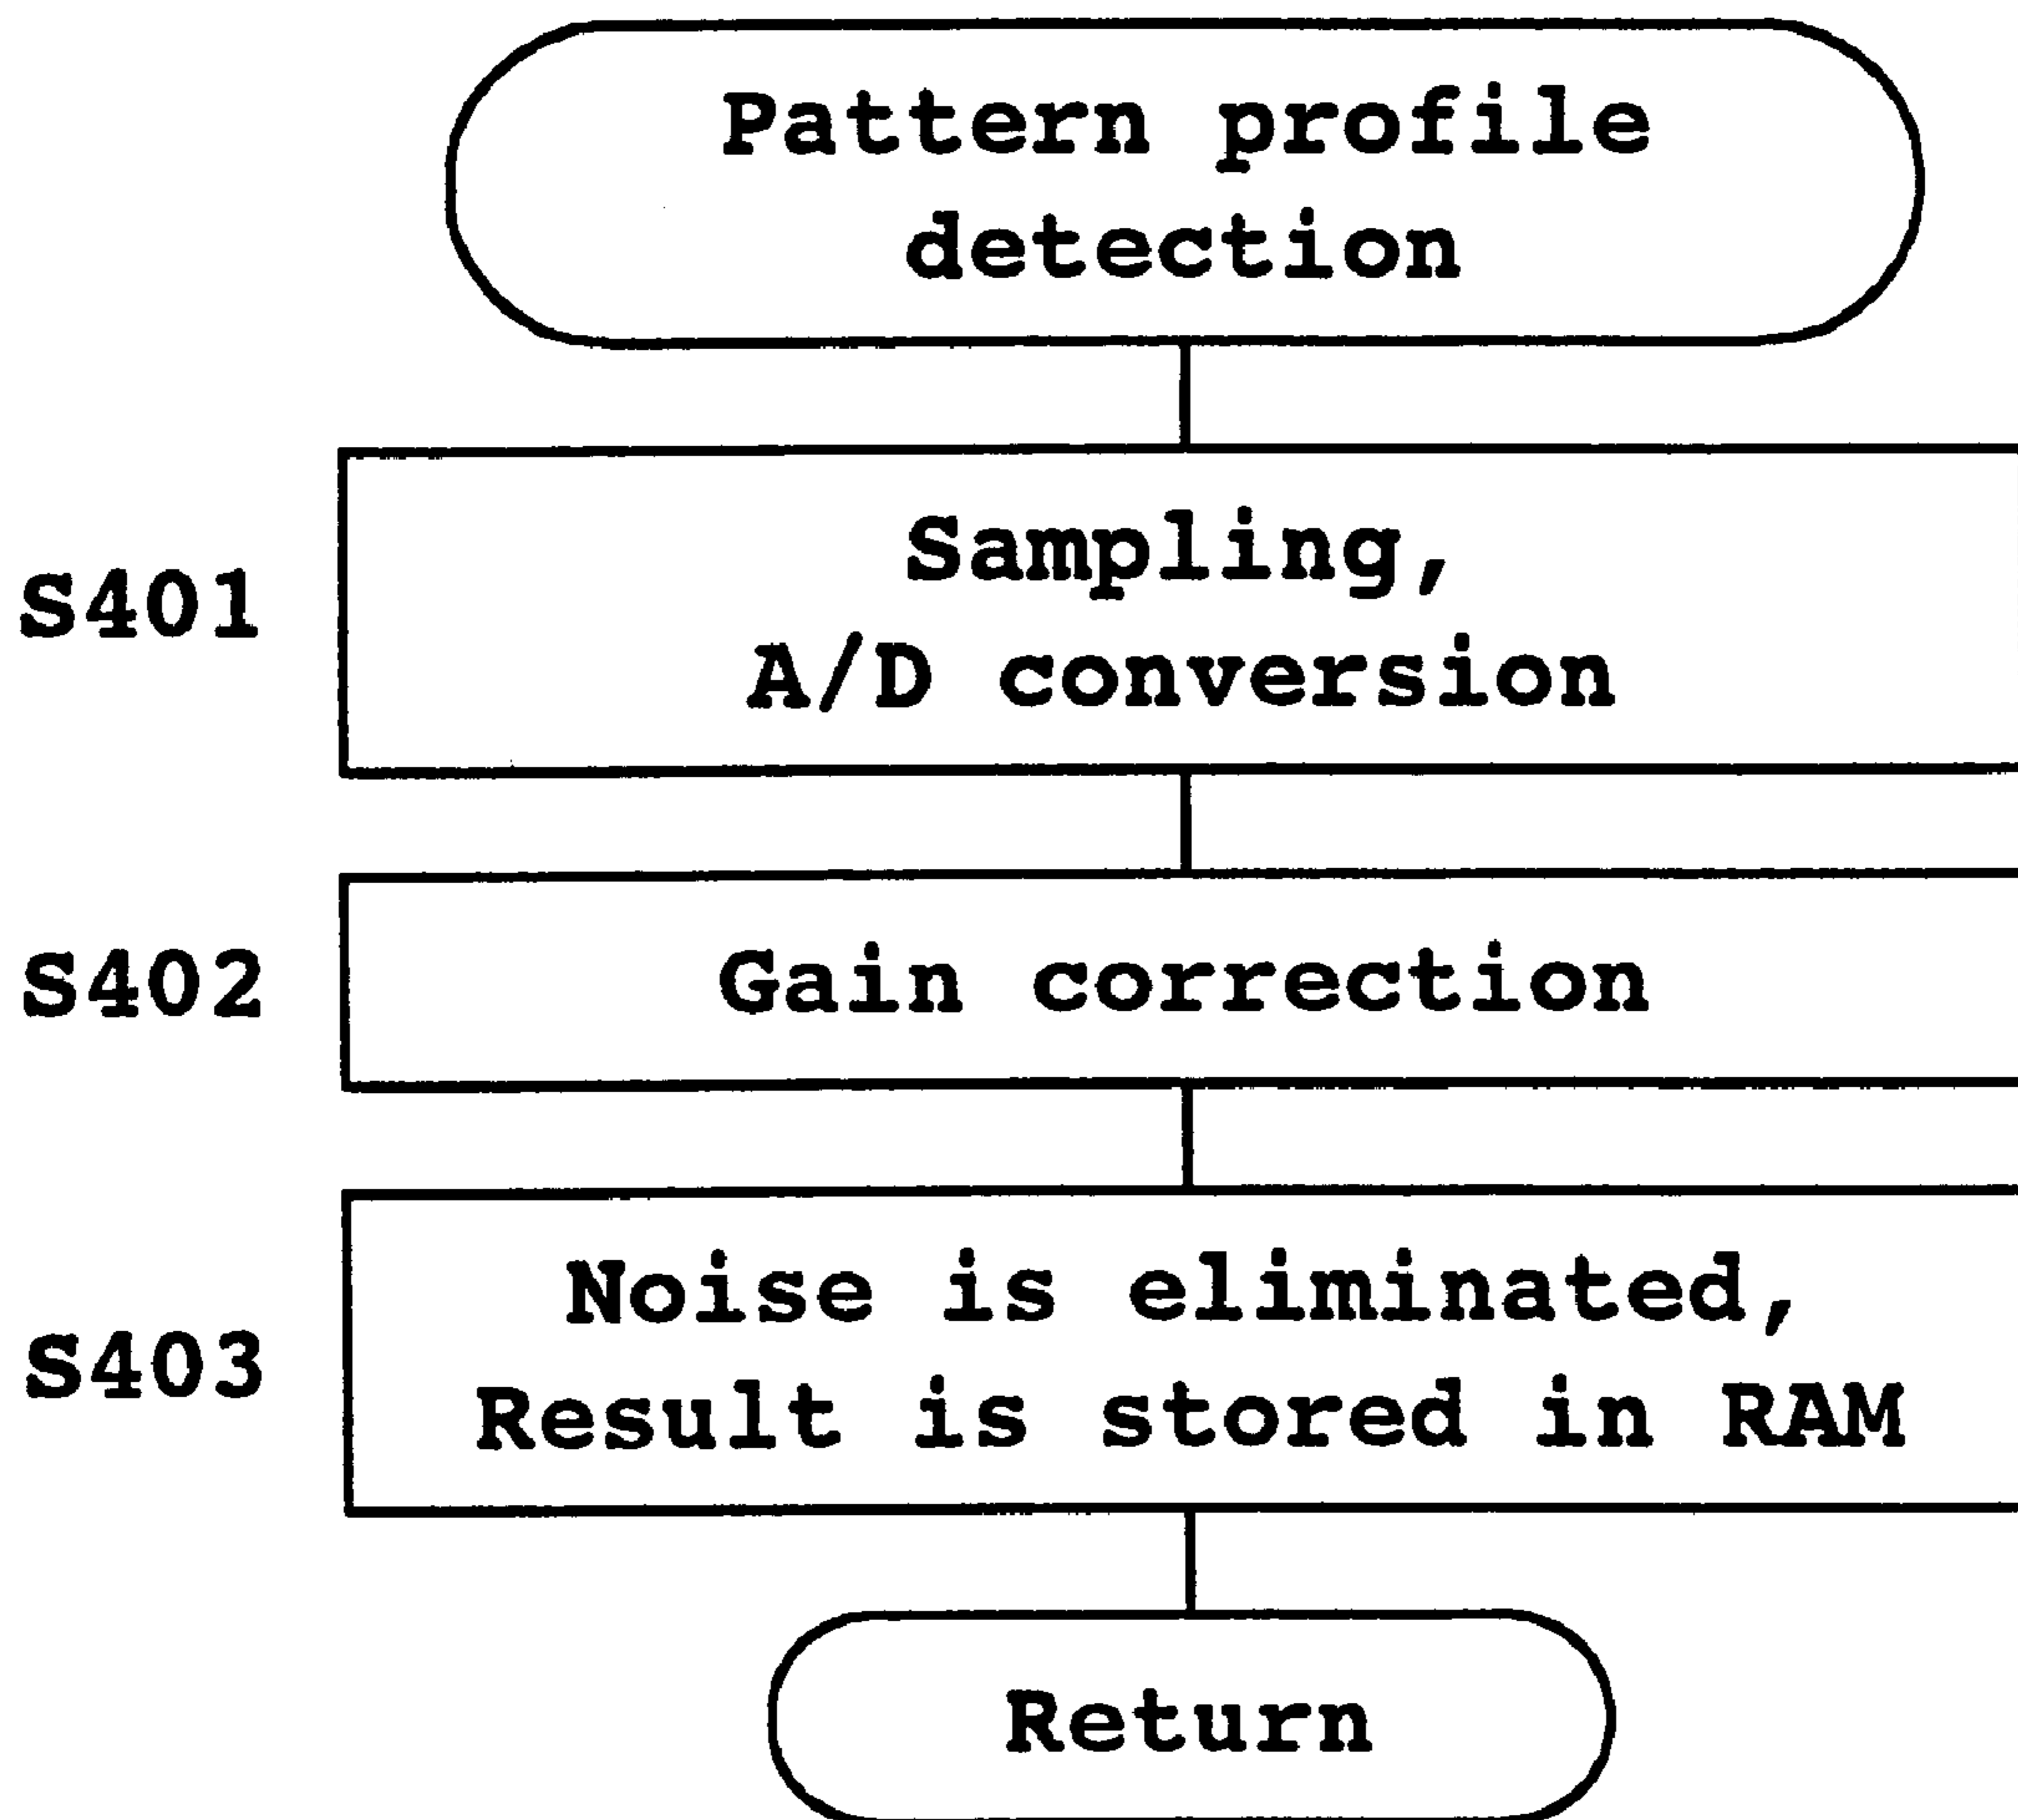 Pattern profile
detection
S401
Sampling,
A/D conversion
S402
Gain correction
S403
Noise is eliminated,
Result is stored in RAM
Return